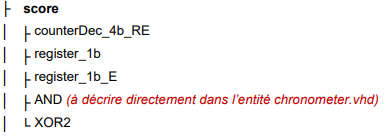 score
counterDec_4b_RE
register_1b
register_1b_E
AND (à décrire directement dans l'entité chronometer.vhd)
XOR2